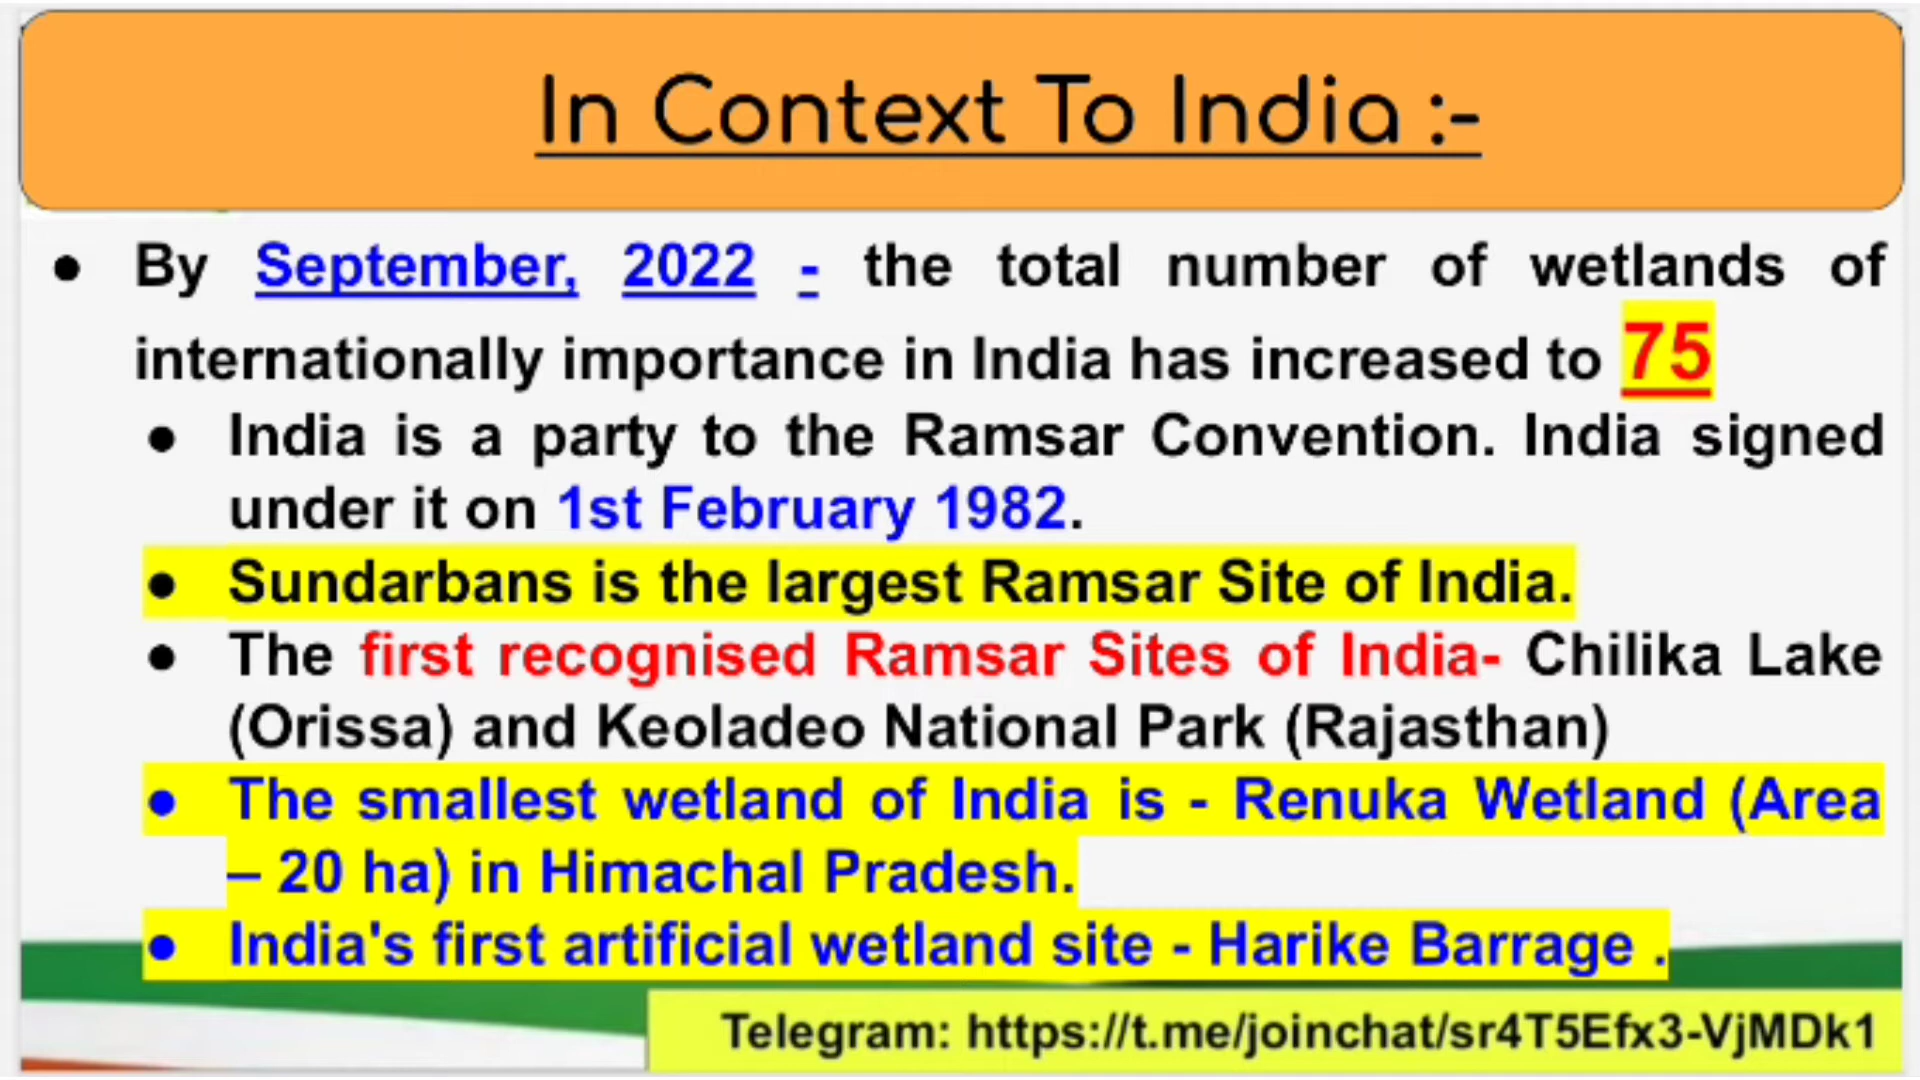 In Context To India :-
● By September, 2022 - the total number of wetlands of
internationally importance in India has increased to 75
● India is a party to the Ramsar Convention. India signed
under it on 1st February 1982.
● Sundarbans is the largest Ramsar Site of India.
● The first recognised Ramsar Sites of India- Chilika Lake
(Orissa) and Keoladeo National Park (Rajasthan)
● The smallest wetland of India is - Renuka Wetland (Area
– 20 ha) in Himachal Pradesh.
● India's first artificial wetland site - Harike Barrage .
Telegram: https://t.me/joinchat/sr4T5Efx3-VjMDk1